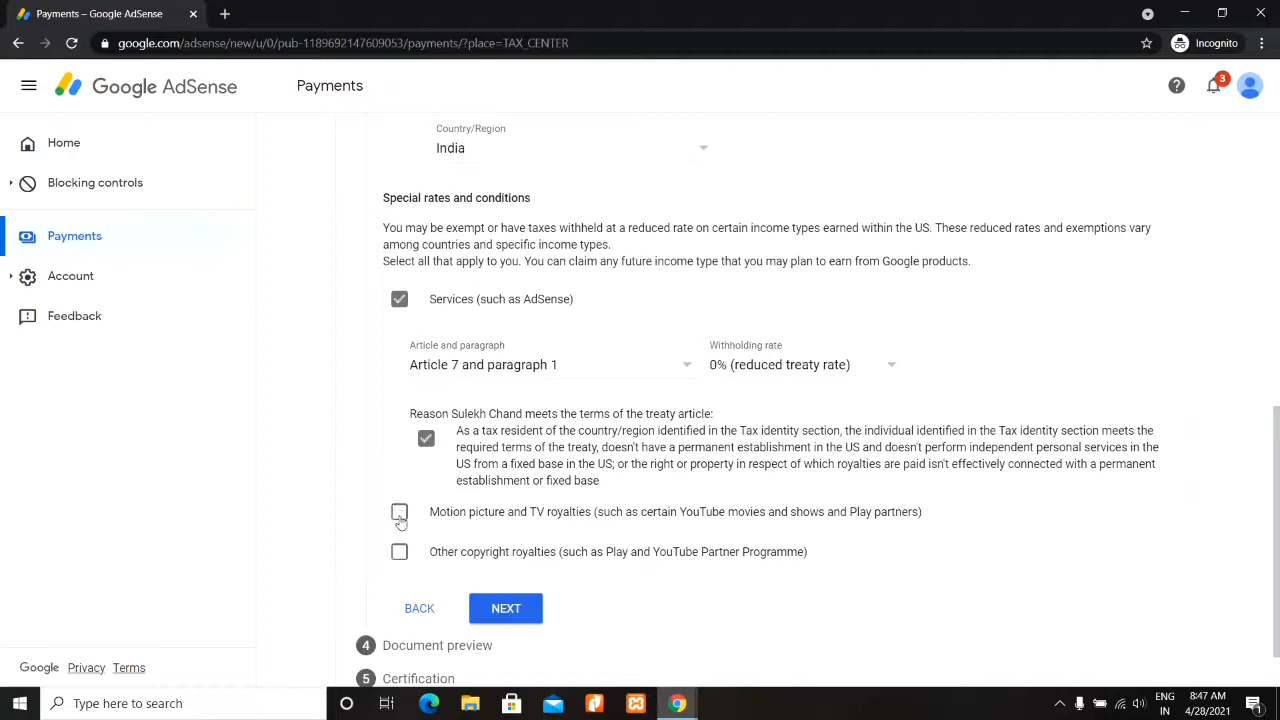 Payments – Google AdSense
google.com/adsense/new/u/0/pub-1189692147609053/payments/?place=TAX_CENTER
Incognito
Google AdSense
Payments
3
Home
Blocking controls
Payments
Account
Feedback
Country/Region
India
Special rates and conditions
You may be exempt or have taxes withheld at a reduced rate on certain income types earned within the US. These reduced rates and exemptions vary
among countries and specific income types.
Select all that apply to you. You can claim any future income type that you may plan to earn from Google products.
Services (such as AdSense)
Article and paragraph
Withholding rate
Article 7 and paragraph 1
0% (reduced treaty rate)
Reason Sulekh Chand meets the terms of the treaty article:
As a tax resident of the country/region identified in the Tax identity section, the individual identified in the Tax identity section meets the
required terms of the treaty, doesn't have a permanent establishment in the US and doesn't perform independent personal services in the
US from a fixed base in the US; or the right or property in respect of which royalties are paid isn't effectively connected with a permanent
establishment or fixed base
Motion picture and TV royalties (such as certain YouTube movies and shows and Play partners)
Other copyright royalties (such as Play and YouTube Partner Programme)
BACK
NEXT
4 Document preview
5 Certification
Google Privacy Terms
Type here to search
ENG
IN
8:47 AM
4/28/2021
1